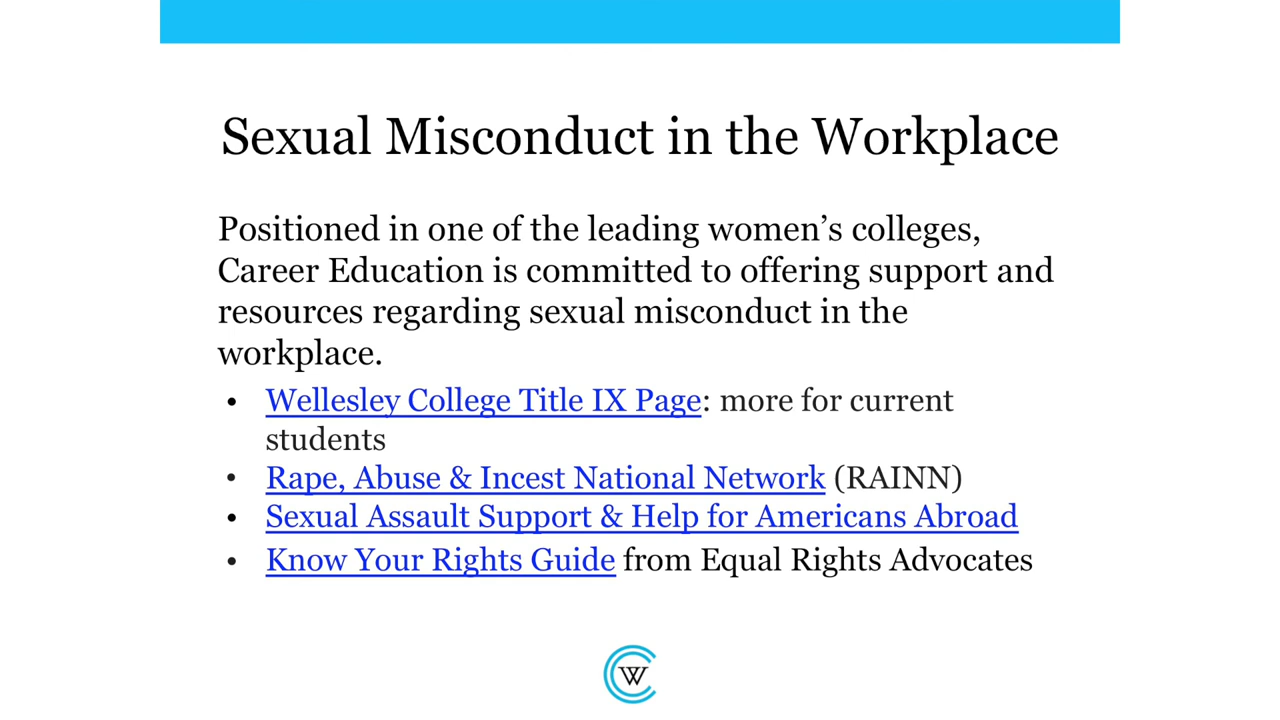 Sexual Misconduct in the Workplace
Positioned in one of the leading women’s colleges,
Career Education is committed to offering support and
resources regarding sexual misconduct in the
workplace.
• Wellesley College Title IX Page: more for current
students
• Rape, Abuse & Incest National Network (RAINN)
• Sexual Assault Support & Help for Americans Abroad
• Know Your Rights Guide from Equal Rights Advocates
W